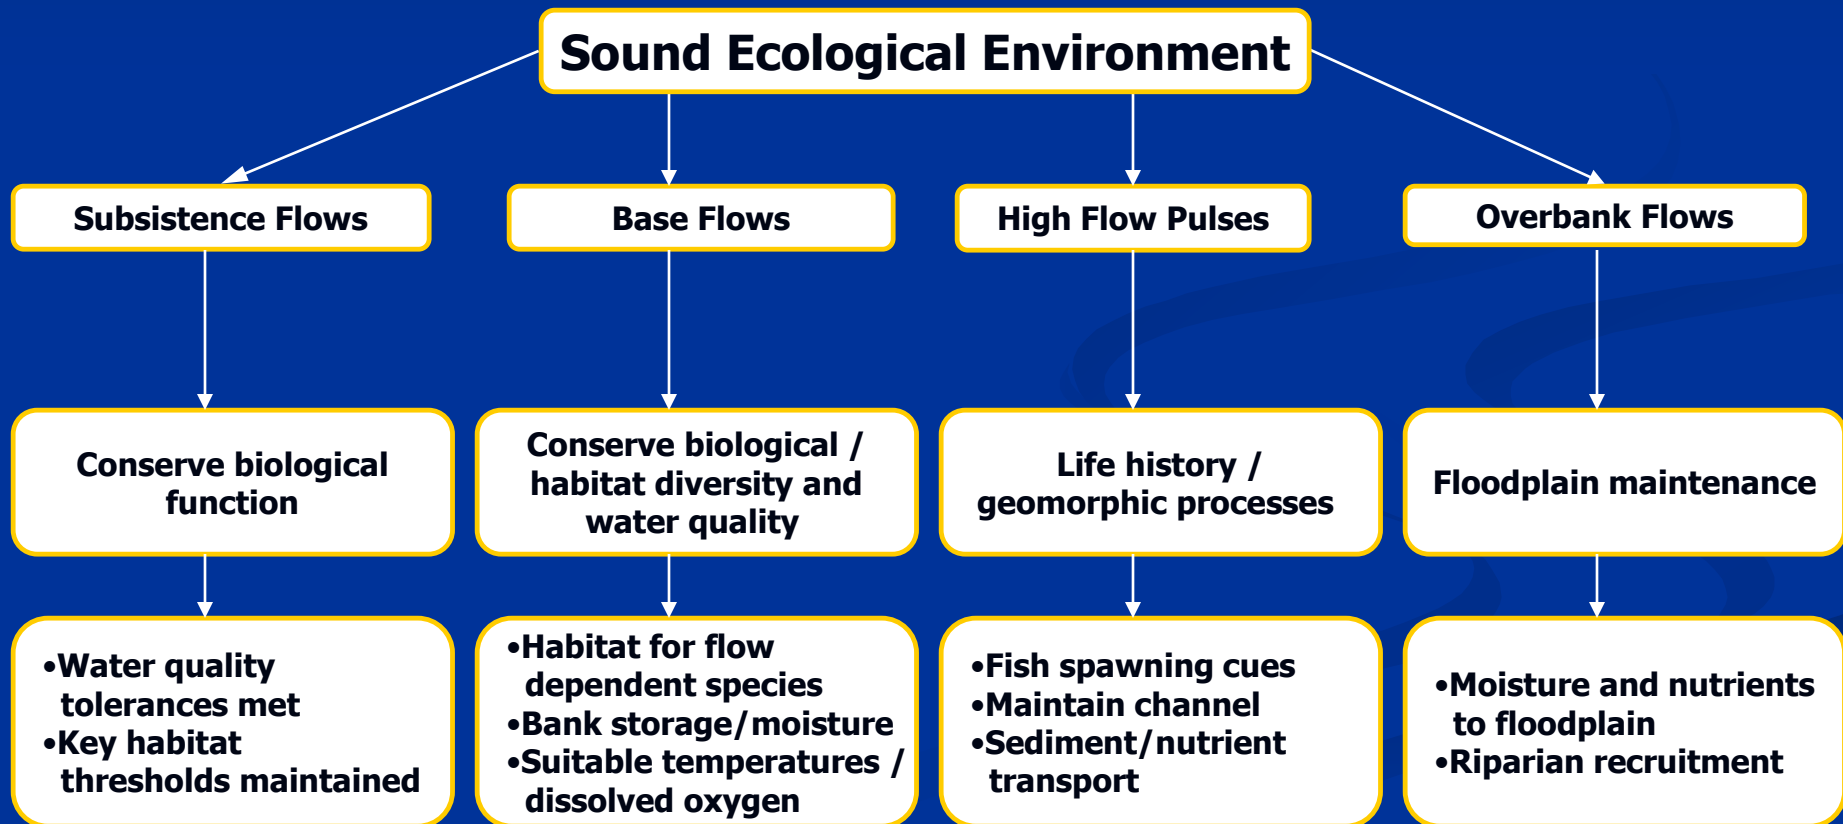 Sound Ecological Environment
Subsistence Flows
Base Flows
High Flow Pulses
Overbank Flows
Conserve biological
function
Conserve biological /
habitat diversity and
water quality
Life history /
geomorphic processes
Floodplain maintenance
•Water quality
tolerances met
•Key habitat
thresholds maintained
•Habitat for flow
dependent species
•Bank storage/moisture
•Suitable temperatures /
dissolved oxygen
•Fish spawning cues
•Maintain channel
•Sediment/nutrient
transport
•Moisture and nutrients
to floodplain
•Riparian recruitment